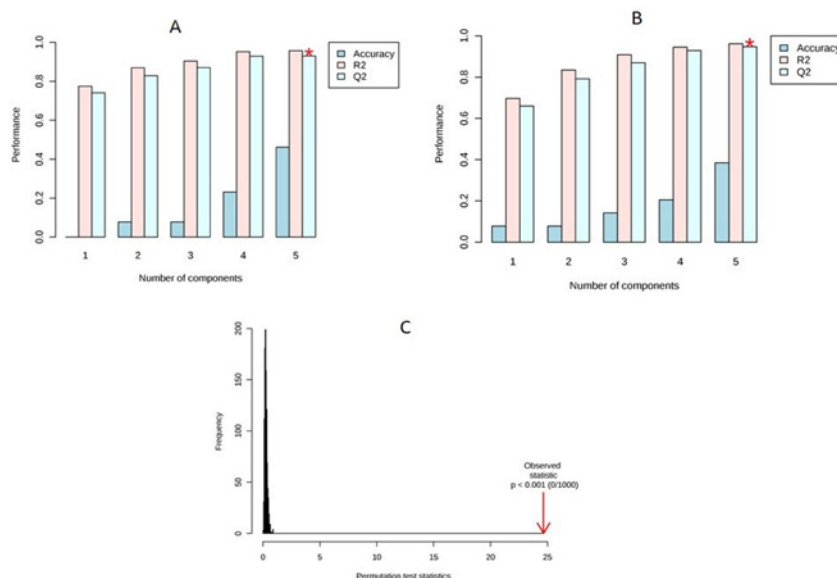 A
1.0
0.8
0.6
0.4
0.2
0.0
Performance
1 2 3 4 5
Number of components
Accuracy
R2
Q2
*
B
1.0
0.8
0.6
0.4
0.2
0.0
Performance
1 2 3 4 5
Number of components
Accuracy
R2
Q2
*
C
200
150
100
50
0
Frequency
Observed
statistic
p < 0.001 (0/1000)
0 5 10 15 20 25
Permutation test statistics